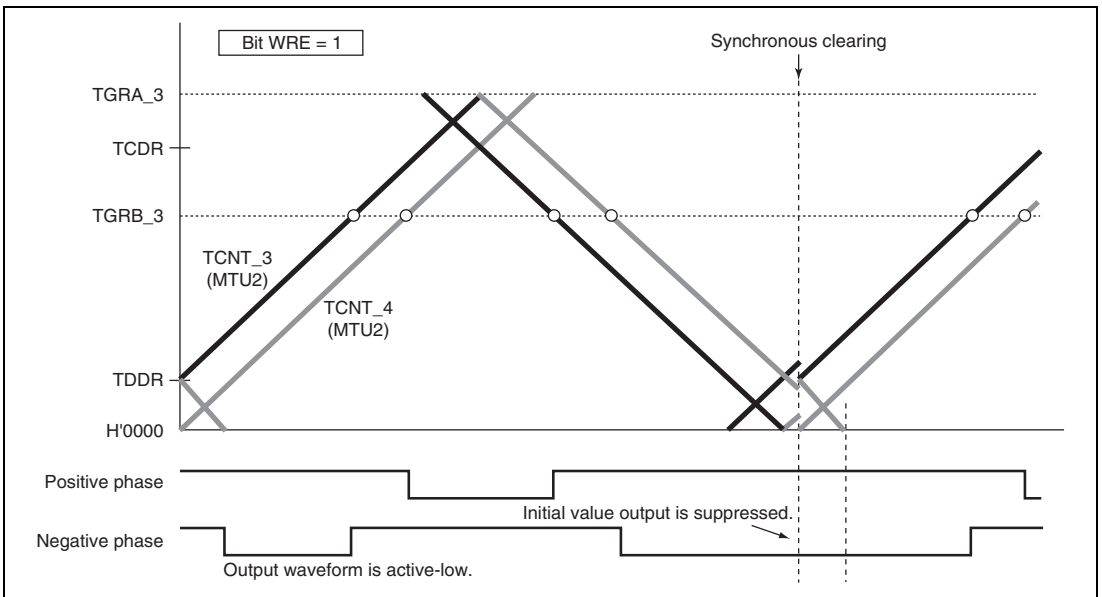 Bit WRE = 1
Synchronous clearing
TGRA_3
TCDR
TGRB_3
TCNT_3
(MTU2)
TCNT_4
(MTU2)
TDDR
H'0000
Positive phase
Initial value output is suppressed.
Negative phase
Output waveform is active-low.